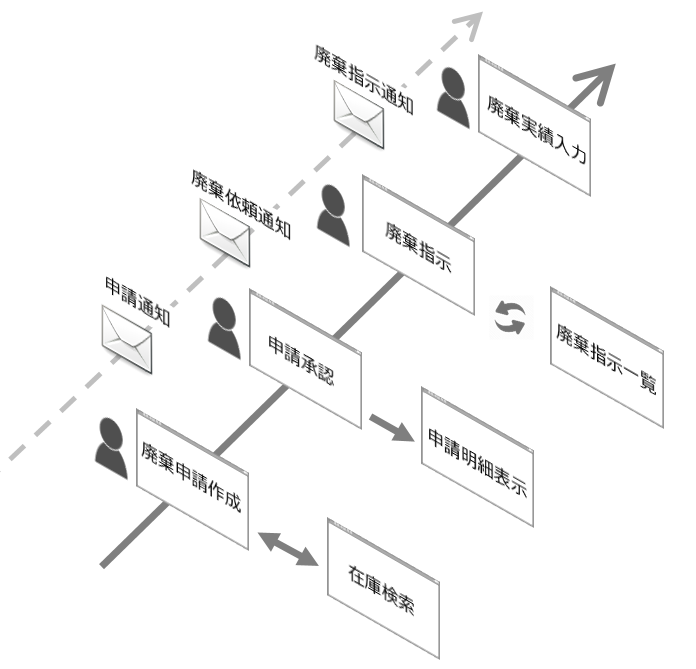 廃棄指示通知
廃棄実績入力
廃棄依頼通知
廃棄指示
申請通知
申請承認
廃棄指示一覧
廃棄申請作成
申請明細表示
在庫検索